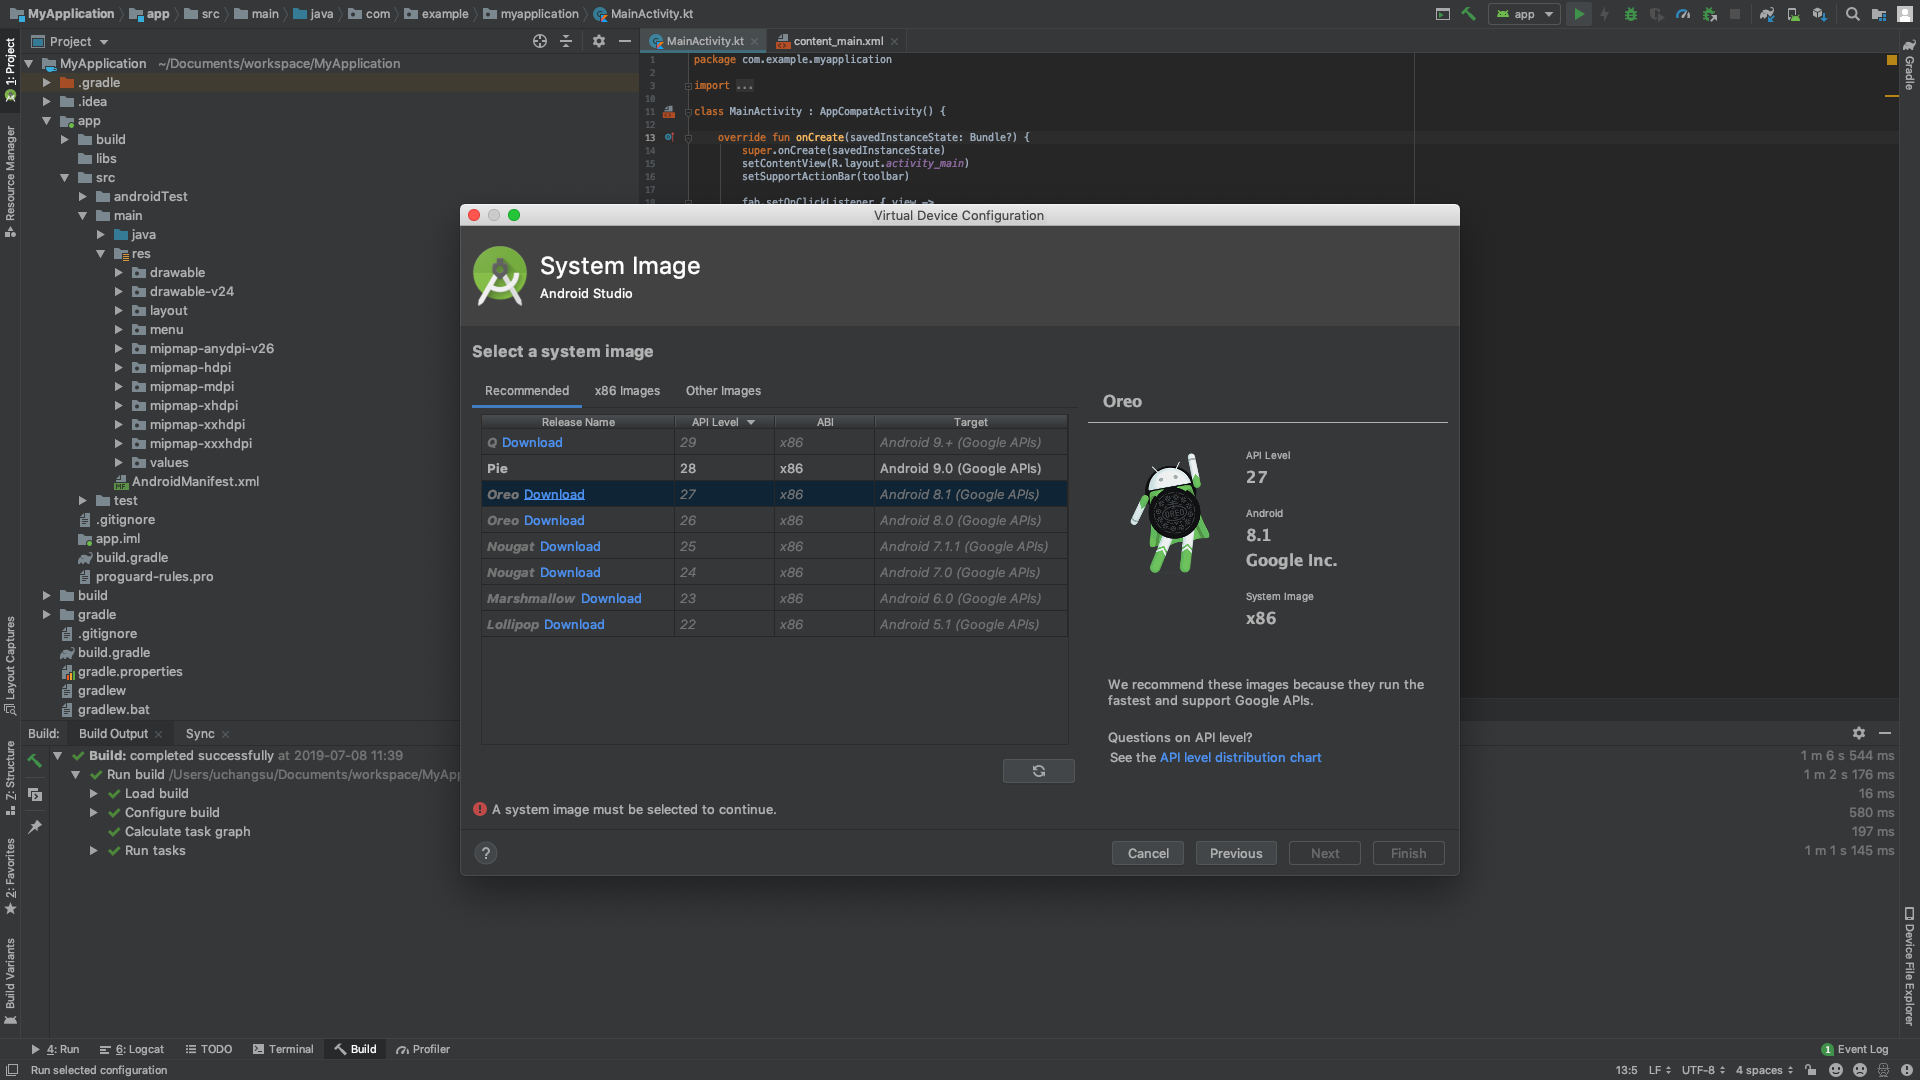 MyApplication app src main java com example myapplication MainActivity.kt
app
Project
MyApplication ~/Documents/workspace/MyApplication
.gradle
.idea
app
build
libs
src
androidTest
main
java
res
drawable
drawable-v24
layout
menu
mipmap-anydpi-v26
mipmap-hdpi
mipmap-mdpi
mipmap-xhdpi
mipmap-xxhdpi
mipmap-xxxhdpi
values
AndroidManifest.xml
test
.gitignore
app.iml
build.gradle
proguard-rules.pro
build
gradle
.gitignore
build.gradle
gradle.properties
gradlew
gradlew.bat
1: Project
Resource Manager
Layout Captures
Z: Structure
2: Favorites
Build Variants
MainActivity.kt content_main.xml
1 package com.example.myapplication
2
3 import ...
10
11 class MainActivity : AppCompatActivity() {
12
13 override fun onCreate(savedInstanceState: Bundle?) {
14 super.onCreate(savedInstanceState)
15 setContentView(R.layout.activity_main)
16 setSupportActionBar(toolbar)
17
18 fab.setOnClickListener { view ->
Gradle
Device File Explorer
Virtual Device Configuration
System Image
Android Studio
Select a system image
Recommended x86 Images Other Images
Release Name API Level ABI Target
Q Download 29 x86 Android 9.+ (Google APIs)
Pie 28 x86 Android 9.0 (Google APIs)
Oreo Download 27 x86 Android 8.1 (Google APIs)
Oreo Download 26 x86 Android 8.0 (Google APIs)
Nougat Download 25 x86 Android 7.1.1 (Google APIs)
Nougat Download 24 x86 Android 7.0 (Google APIs)
Marshmallow Download 23 x86 Android 6.0 (Google APIs)
Lollipop Download 22 x86 Android 5.1 (Google APIs)
Oreo
OREO
API Level
27
Android
8.1
Google Inc.
System Image
x86
We recommend these images because they run the
fastest and support Google APIs.
Questions on API level?
See the API level distribution chart
A system image must be selected to continue.
? Cancel Previous Next Finish
Build: Build Output Sync
Build: completed successfully at 2019-07-08 11:39 1 m 6 s 544 ms
Run build /Users/uchangsu/Documents/workspace/MyApp 1 m 2 s 176 ms
Load build 16 ms
Configure build 580 ms
Calculate task graph 197 ms
Run tasks 1 m 1 s 145 ms
4: Run 6: Logcat TODO Terminal Build Profiler 1 Event Log
Run selected configuration 13:5 LF UTF-8 4 spaces